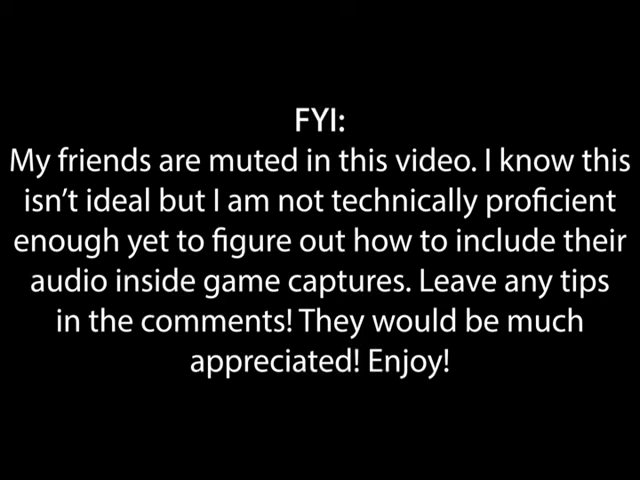 FYI:
My friends are muted in this video. I know this
isn’t ideal but I am not technically proficient
enough yet to figure out how to include their
audio inside game captures. Leave any tips
in the comments! They would be much
appreciated! Enjoy!